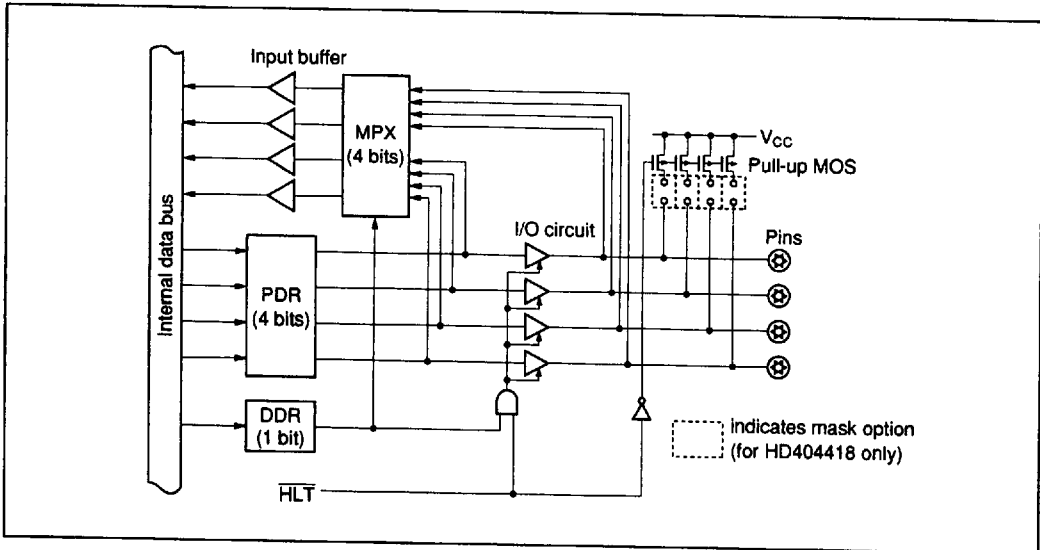 Input buffer
MPX
(4 bits)
VCC
Pull-up MOS
I/O circuit
Pins
Internal data bus
PDR
(4 bits)
DDR
(1 bit)
indicates mask option
(for HD404418 only)
HLT